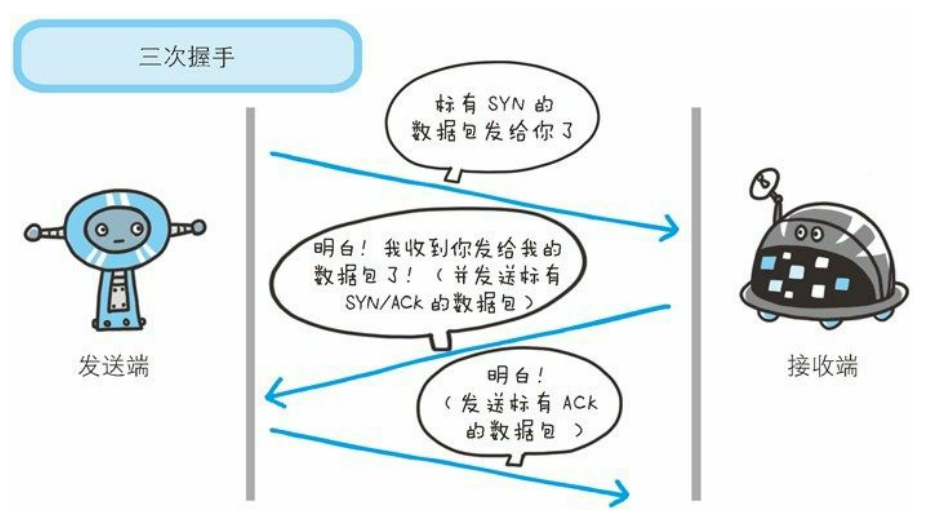 三次握手
标有 SYN 的
数据包发给你了
明白！我收到你发给我的
数据包了！（并发送标有
SYN/ACK 的数据包）
发送端
接收端
明白！
（发送标有 ACK
的数据包）